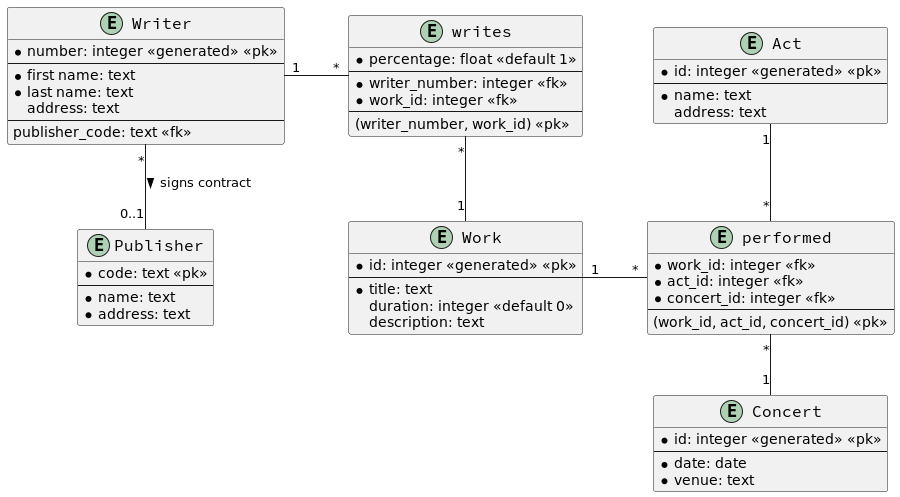 E Writer
number: integer «generated» «pk»
first name: text
last name: text
address: text
publisher_code: text «fk»
1 *
E writes
percentage: float «default 1»
writer_number: integer «fk»
work_id: integer «fk»
(writer_number, work_id) «pk»
E Act
id: integer «generated» «pk»
name: text
address: text
*
signs contract
0..1
*
1
1
*
E Publisher
code: text «pk»
name: text
address: text
E Work
id: integer «generated» «pk»
title: text
duration: integer «default 0»
description: text
1 *
E performed
work_id: integer «fk»
act_id: integer «fk»
concert_id: integer «fk»
(work_id, act_id, concert_id) «pk»
*
1
E Concert
id: integer «generated» «pk»
date: date
venue: text